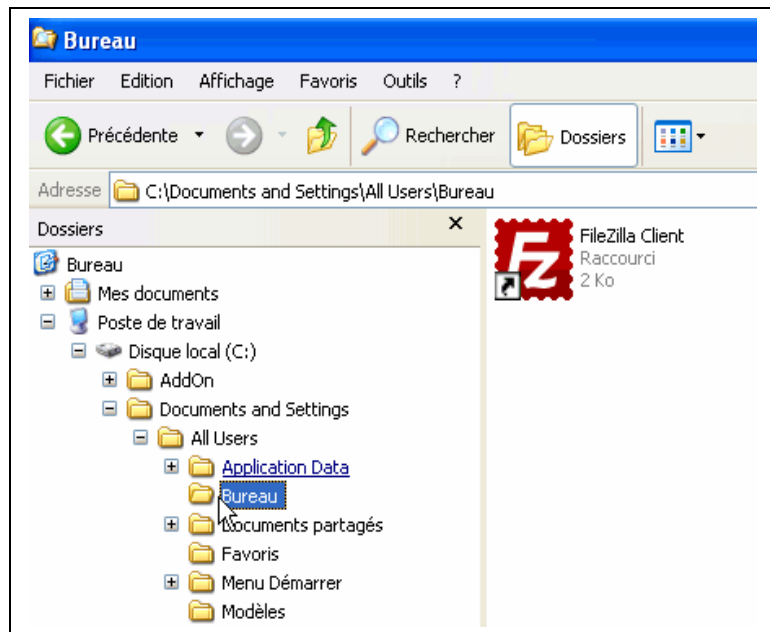 Bureau
Fichier Edition Affichage Favoris Outils ?
Précédente Rechercher Dossiers
Adresse C:\Documents and Settings\All Users\Bureau
Dossiers x
FileZilla Client
Raccourci
2 Ko
Bureau
Mes documents
Poste de travail
Disque local (C:)
AddOn
Documents and Settings
All Users
Application Data
Bureau
Documents partagés
Favoris
Menu Démarrer
Modèles